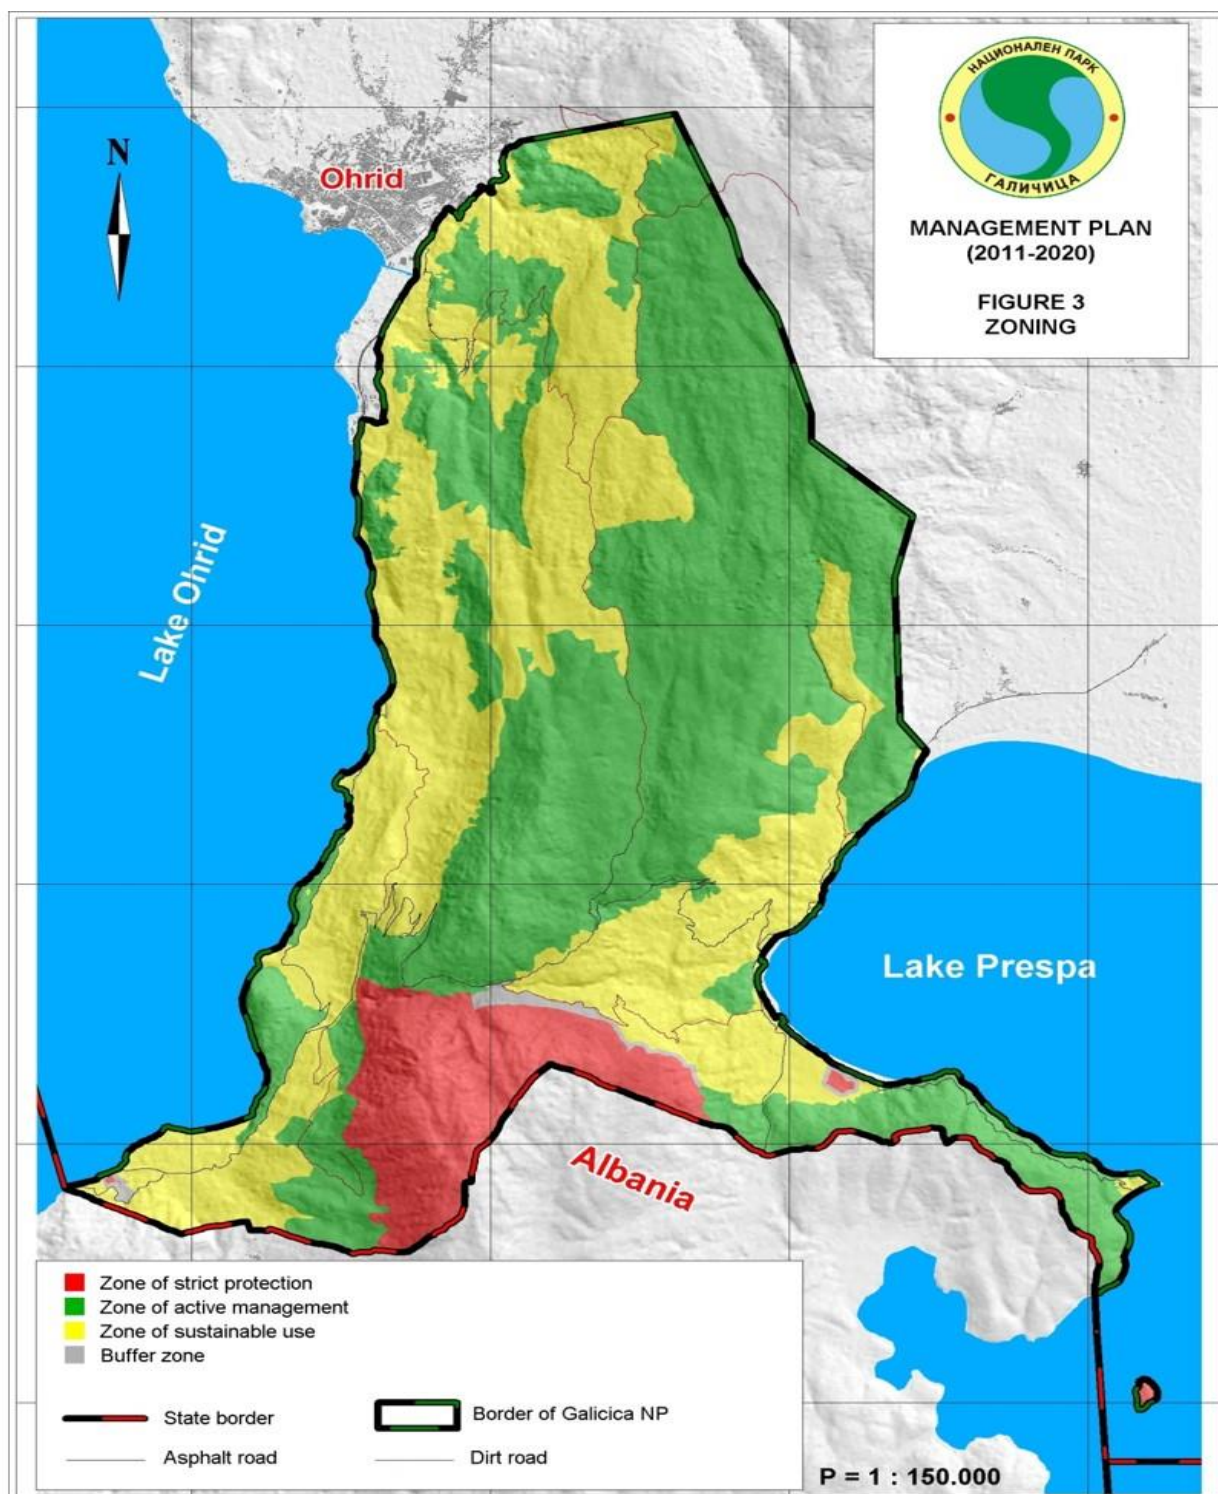 НАЦИОНАЛЕН ПАРК
ГАЛИЧИЦА
MANAGEMENT PLAN
(2011-2020)
FIGURE 3
ZONING
N
Ohrid
Lake Ohrid
Lake Prespa
Albania
Zone of strict protection
Zone of active management
Zone of sustainable use
Buffer zone
State border
Border of Galicica NP
Asphalt road
Dirt road
P = 1 : 150.000